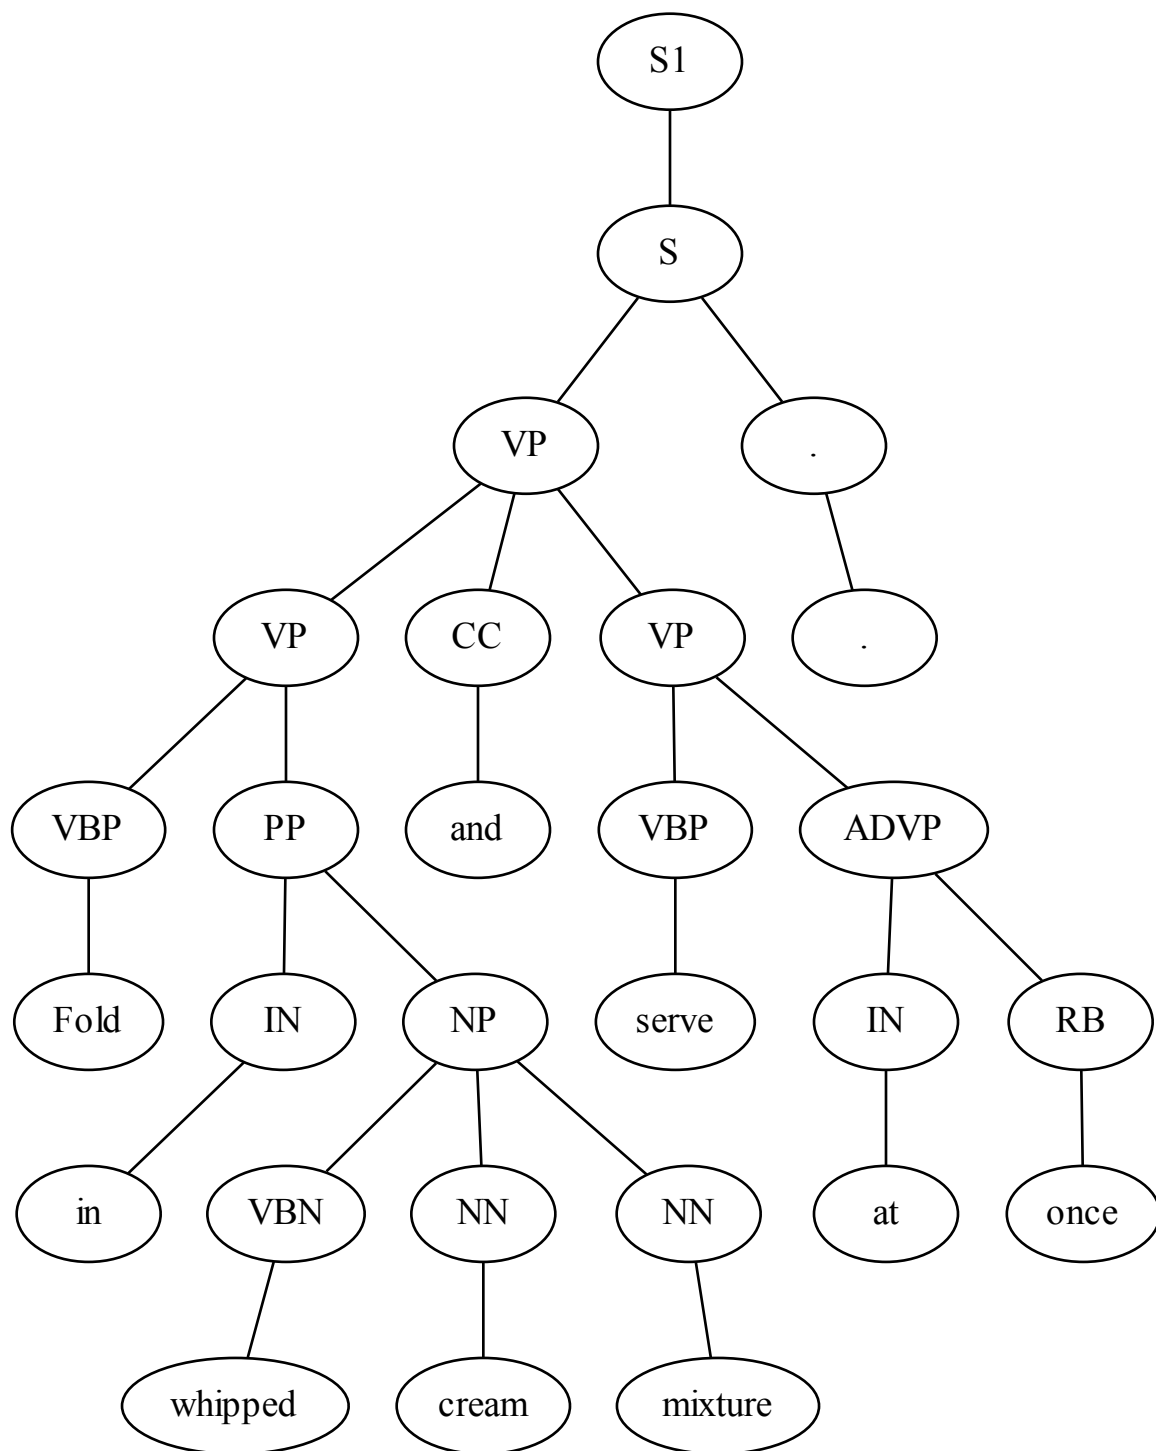 S1
S
VP .
VP CC VP .
VBP PP and VBP ADVP
Fold IN NP serve IN RB
in VBN NN NN at once
whipped cream mixture